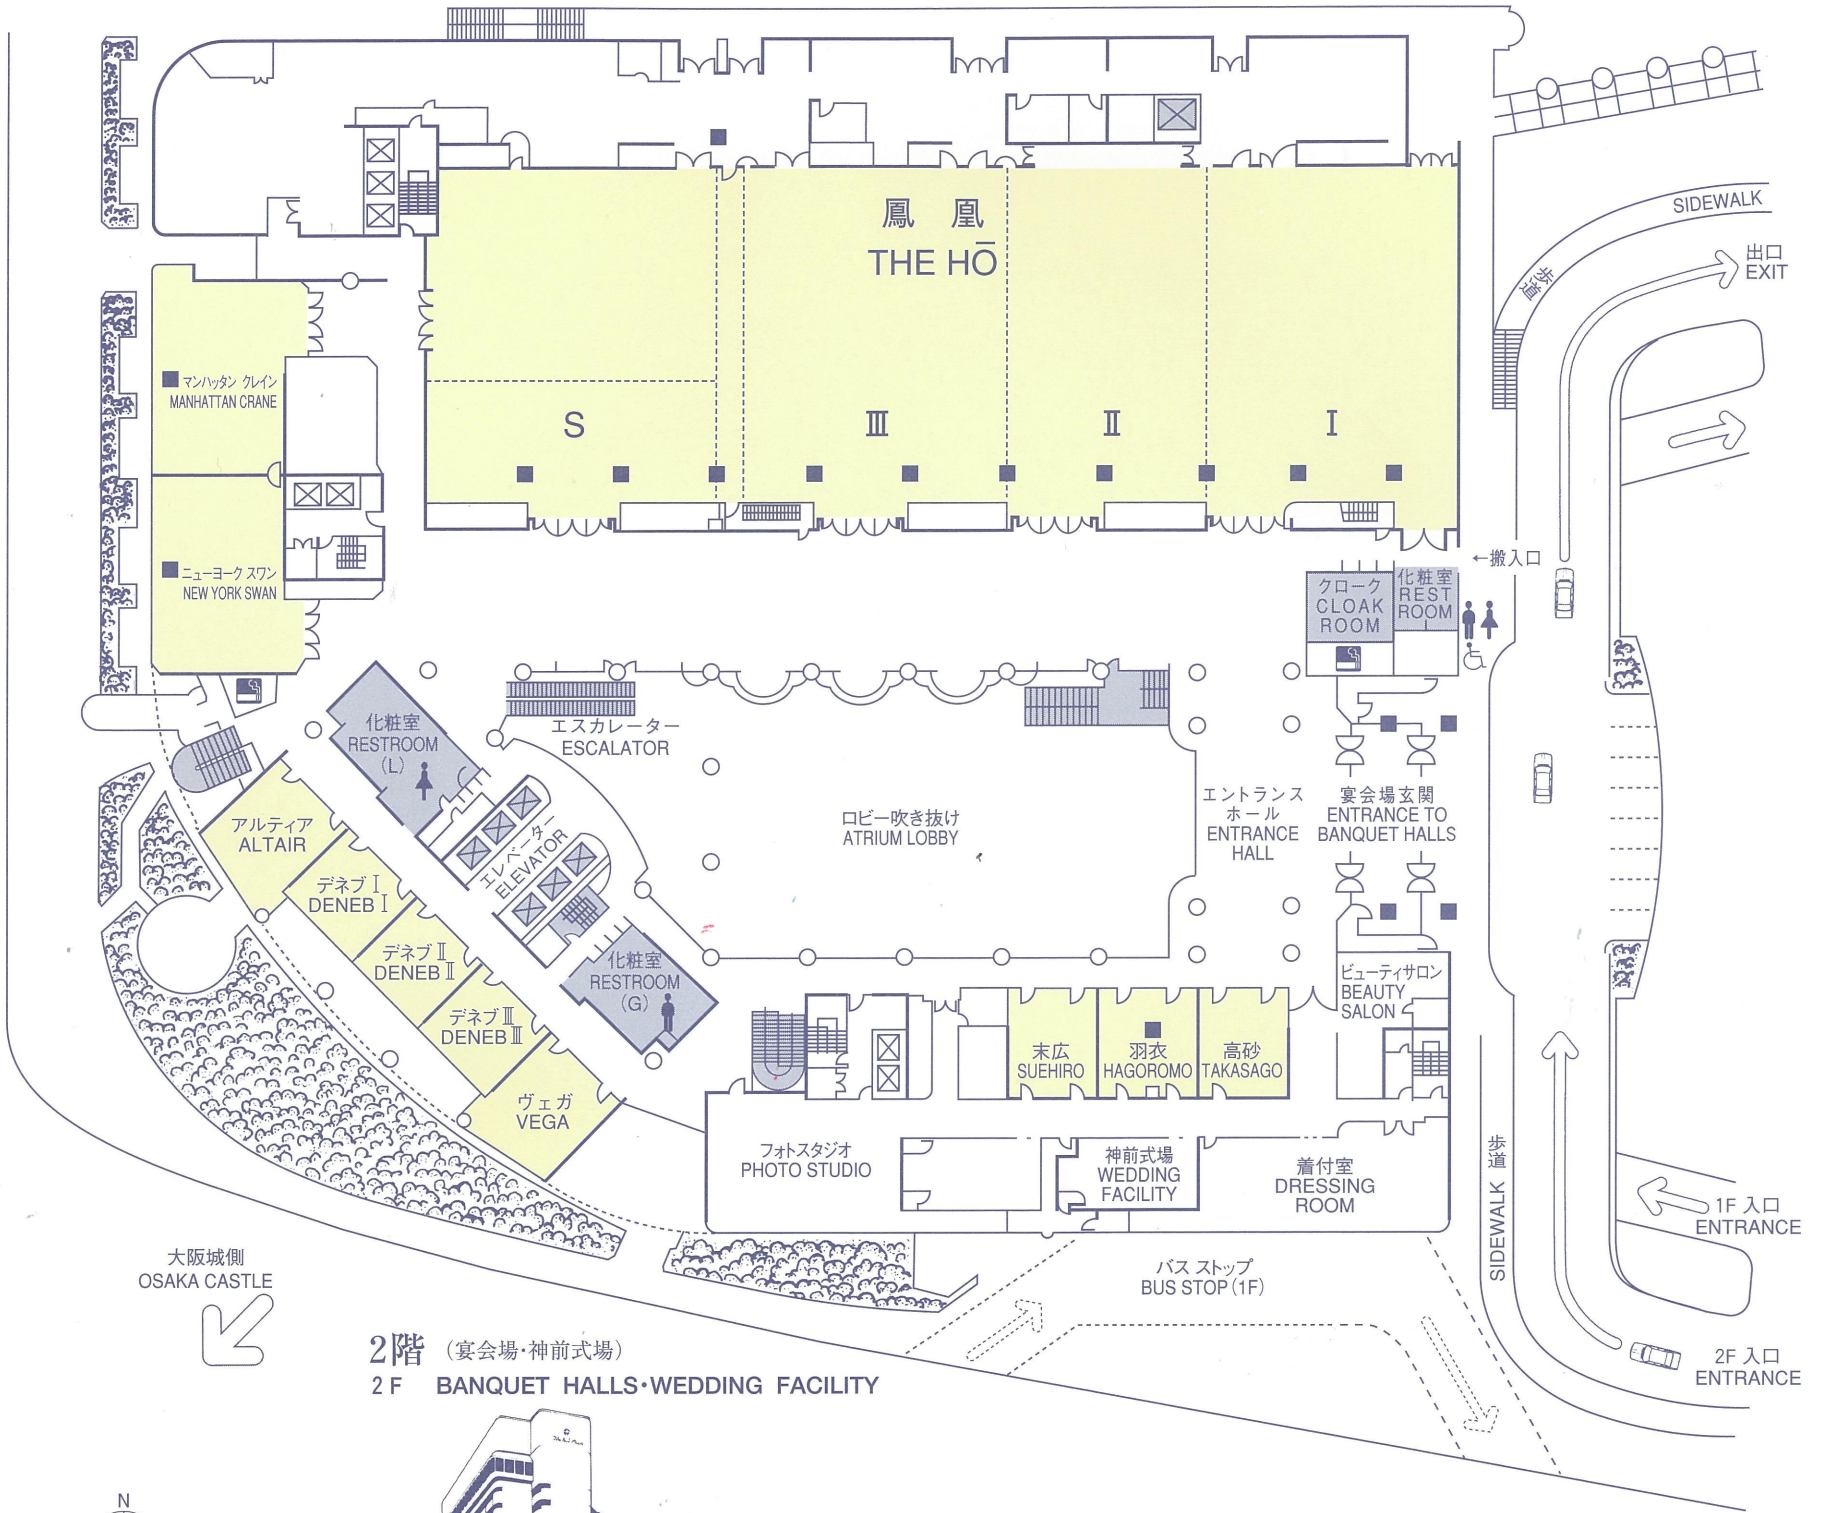 鳳 凰
THE HŌ
SIDEWALK
歩道
出口
EXIT
マンハッタン クレイン
MANHATTAN CRANE
S
Ⅲ
Ⅱ
Ⅰ
ニューヨーク スワン
NEW YORK SWAN
←搬入口
クローク
CLOAK
ROOM
化粧室
REST
ROOM
化粧室
RESTROOM
(L)
エスカレーター
ESCALATOR
エレベーター
ELEVATOR
ロビー吹き抜け
ATRIUM LOBBY
エントランス
ホール
ENTRANCE
HALL
宴会場玄関
ENTRANCE TO
BANQUET HALLS
アルティア
ALTAIR
デネブⅠ
DENEBⅠ
デネブⅡ
DENEBⅡ
デネブⅢ
DENEBⅢ
ヴェガ
VEGA
化粧室
RESTROOM
(G)
ビューティサロン
BEAUTY
SALON
末広
SUEHIRO
羽衣
HAGOROMO
高砂
TAKASAGO
フォトスタジオ
PHOTO STUDIO
神前式場
WEDDING
FACILITY
着付室
DRESSING
ROOM
歩道
SIDEWALK
1F 入口
ENTRANCE
大阪城側
OSAKA CASTLE
バス ストップ
BUS STOP(1F)
2階 (宴会場・神前式場)
2F BANQUET HALLS・WEDDING FACILITY
2F 入口
ENTRANCE
N